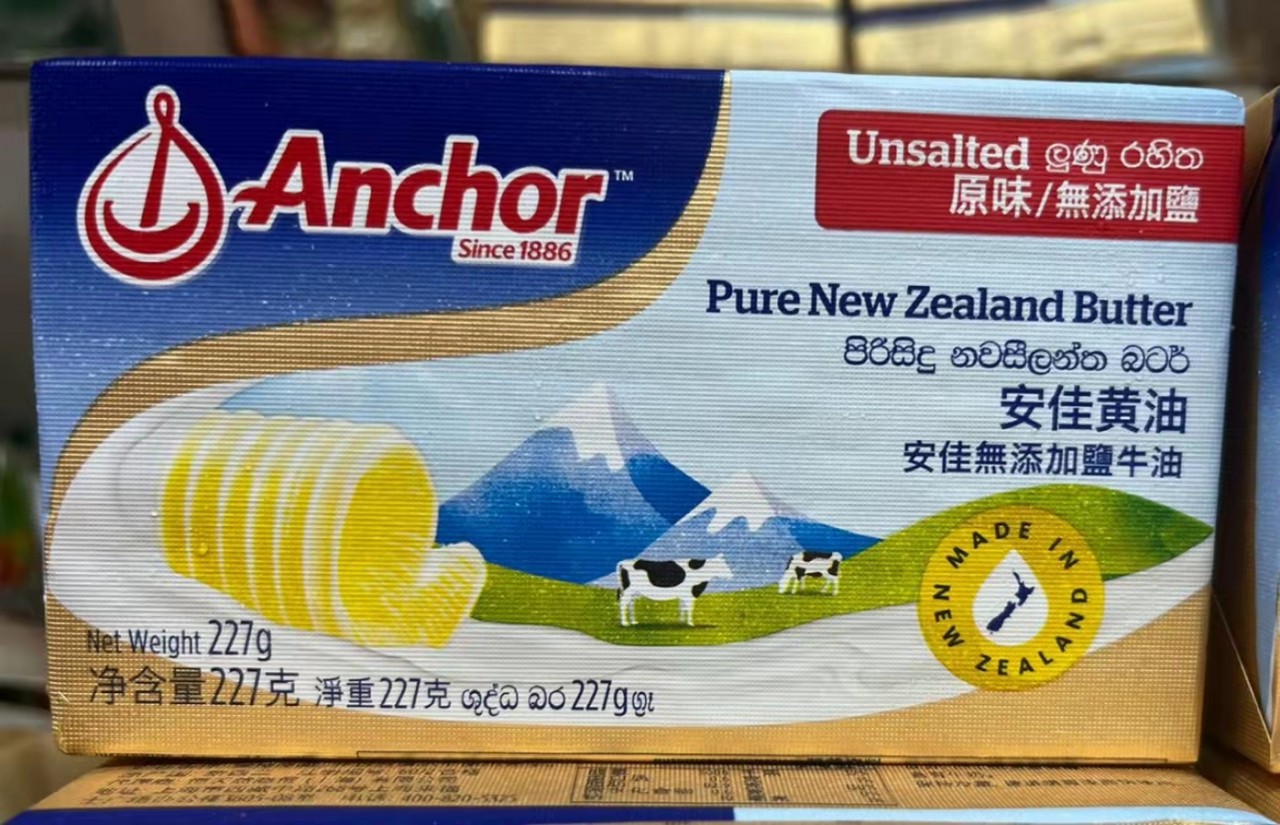 Anchor™
Since 1886
Unsalted ලුණු රහිත
原味/無添加鹽
Pure New Zealand Butter
පිරිසිදු නවසීලන්ත බටර්
安佳黄油
安佳無添加鹽牛油
MADE IN NEW ZEALAND
Net Weight 227g
净含量227克 淨重227克 ශුද්ධ බර 227gග්‍රෑ